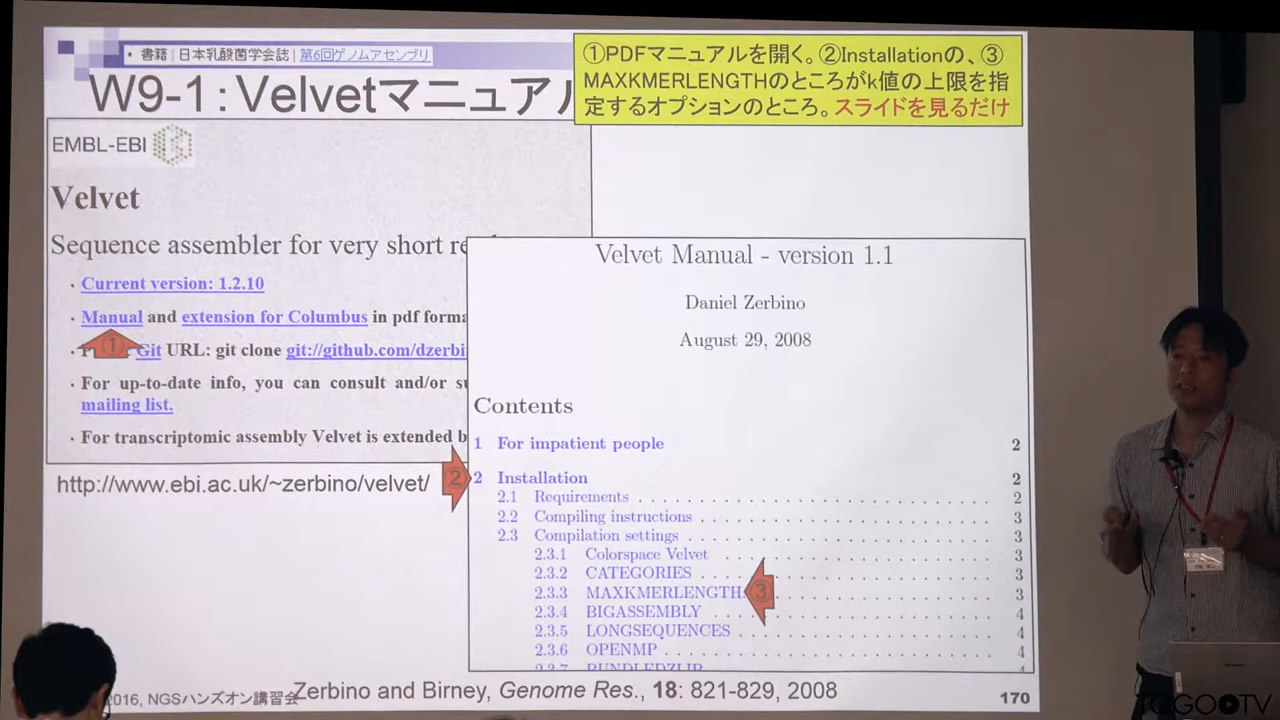 • 書籍 | 日本乳酸菌学会誌 | 第6回ゲノムアセンブリ
W9-1：Velvetマニュアル
①PDFマニュアルを開く。②Installationの、③
MAXKMERLENGTHのところがk値の上限を指
定するオプションのところ。スライドを見るだけ
EMBL-EBI
Velvet
Sequence assembler for very short
• Current version: 1.2.10
• Manual and extension for Columbus in pdf forma
①
• Git URL: git clone git://github.com/dzerbi
• For up-to-date info, you can consult and/or su
mailing list.
• For transcriptomic assembly Velvet is extended b
http://www.ebi.ac.uk/~zerbino/velvet/
Velvet Manual - version 1.1
Daniel Zerbino
August 29, 2008
Contents
1 For impatient people 2
②
2 Installation 2
2.1 Requirements . . . . . . . . . . 2
2.2 Compiling instructions . . . . . . . . . . 3
2.3 Compilation settings . . . . . . . . . . 3
2.3.1 Colorspace Velvet . . . . . . . . . . 3
2.3.2 CATEGORIES . . . . . . . . . . 3
2.3.3 MAXKMERLENGTH ③ . . . . . . . . . . 3
2.3.4 BIGASSEMBLY . . . . . . . . . . 4
2.3.5 LONGSEQUENCES . . . . . . . . . . 4
2.3.6 OPENMP . . . . . . . . . . 4
2.3.7 BUNDLEDZLIB . . . . . . . . . . 4
2016, NGSハンズオン講習会
Zerbino and Birney, Genome Res., 18: 821-829, 2008
170
TOGOTV